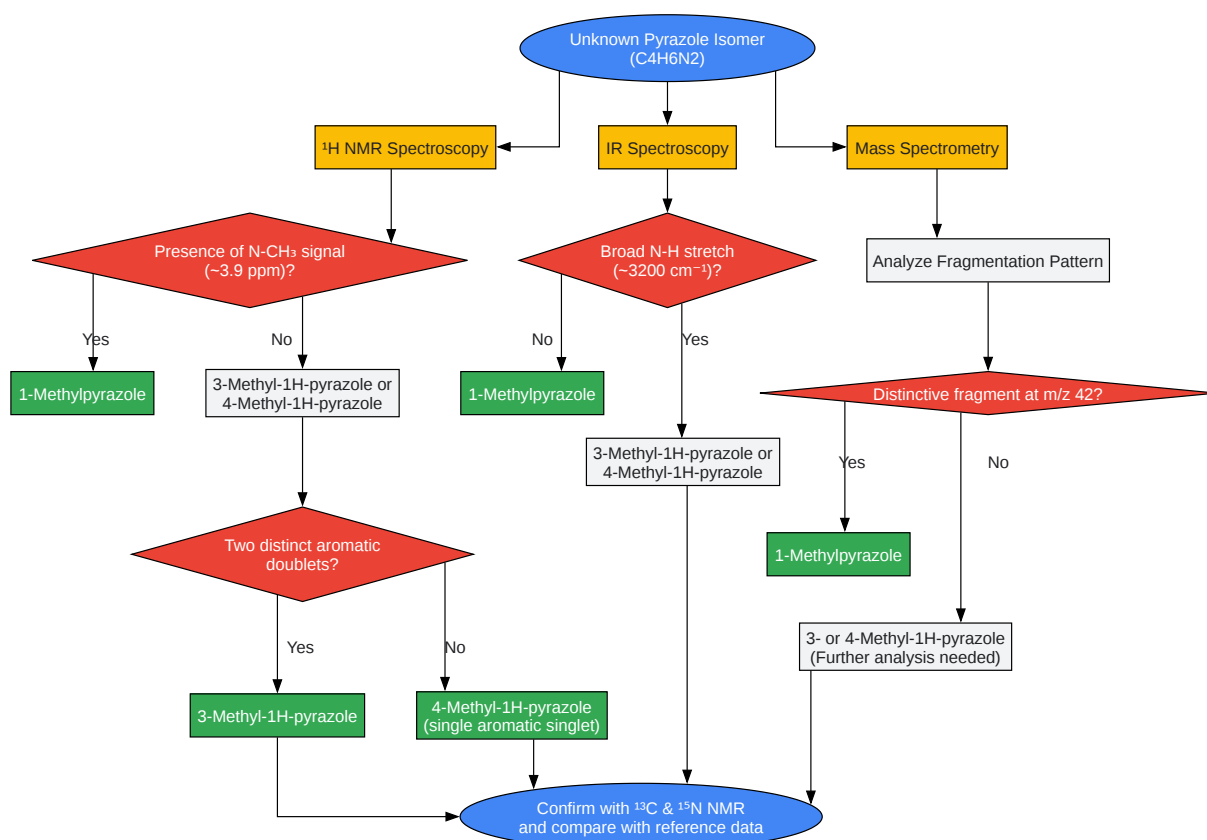 Unknown Pyrazole Isomer
(C4H6N2)
¹H NMR Spectroscopy
IR Spectroscopy
Mass Spectrometry
Presence of N-CH₃ signal
(~3.9 ppm)?
Broad N-H stretch
(~3200 cm⁻¹)?
Analyze Fragmentation Pattern
Yes
No
No
Yes
1-Methylpyrazole
3-Methyl-1H-pyrazole or
4-Methyl-1H-pyrazole
1-Methylpyrazole
Distinctive fragment at m/z 42?
3-Methyl-1H-pyrazole or
4-Methyl-1H-pyrazole
Yes
No
Two distinct aromatic
doublets?
1-Methylpyrazole
Yes
No
3- or 4-Methyl-1H-pyrazole
(Further analysis needed)
3-Methyl-1H-pyrazole
4-Methyl-1H-pyrazole
(single aromatic singlet)
Confirm with ¹³C & ¹⁵N NMR
and compare with reference data